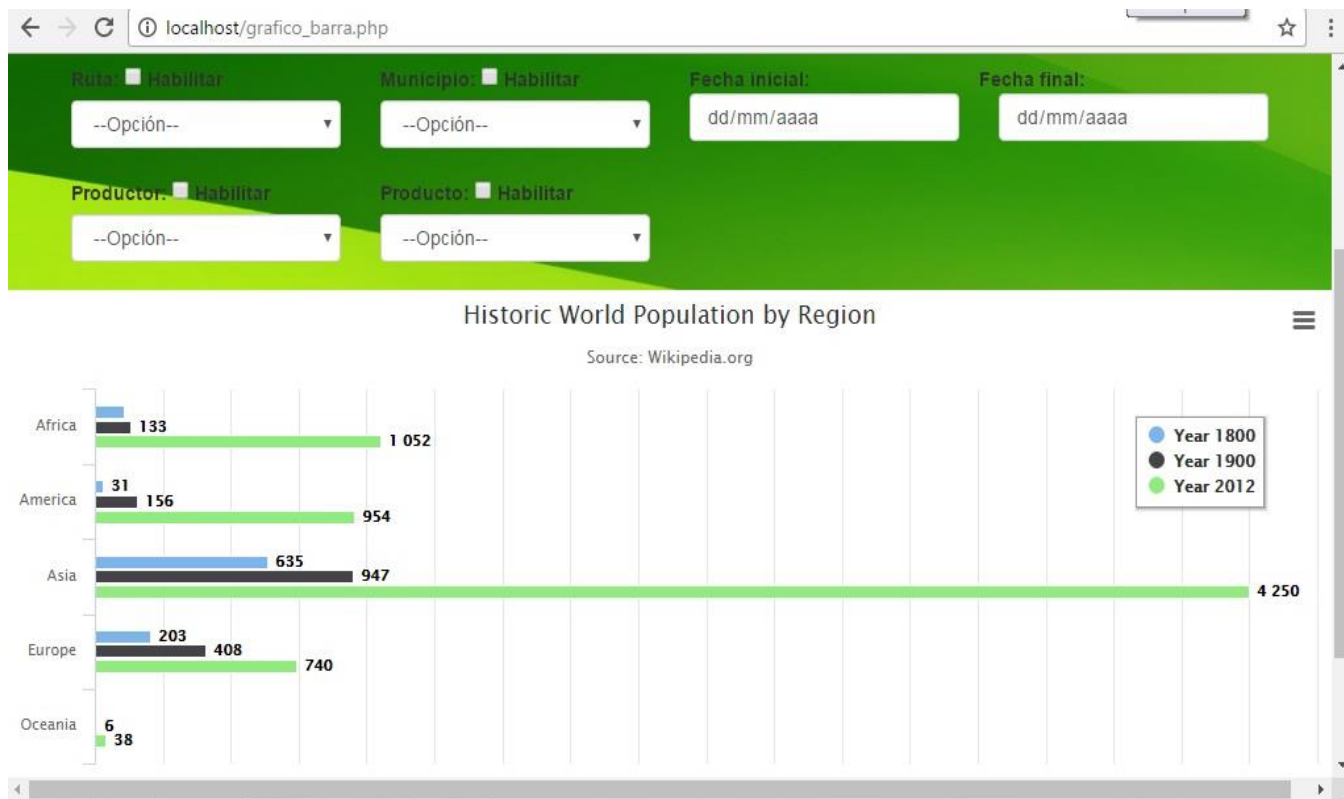 localhost/grafico_barra.php
Ruta: Habilitar
Municipio: Habilitar
Fecha inicial:
Fecha final:
--Opción--
--Opción--
dd/mm/aaaa
dd/mm/aaaa
Productor: Habilitar
Producto: Habilitar
--Opción--
--Opción--
Historic World Population by Region
Source: Wikipedia.org
Africa
133
1 052
Year 1800
Year 1900
Year 2012
America
31
156
954
Asia
635
947
4 250
Europe
203
408
740
Oceania
6
38